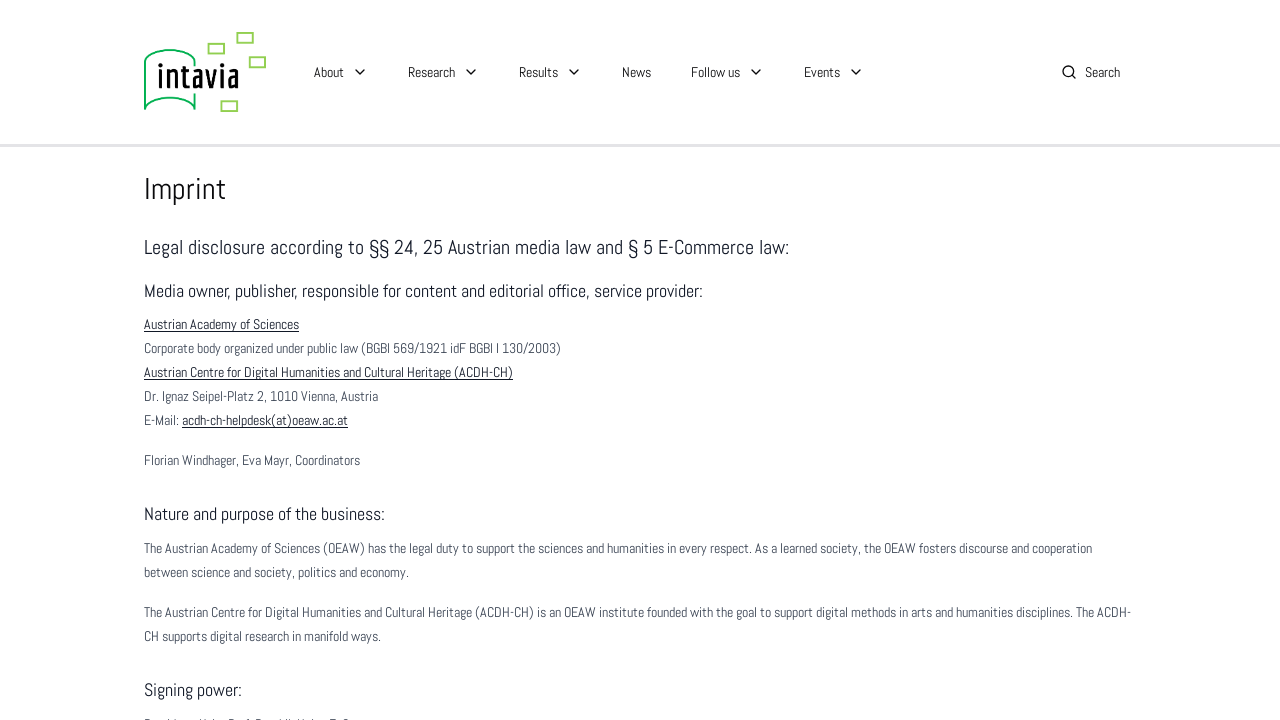 intavia
About
Research
Results
News
Follow us
Events
Search
Imprint
Legal disclosure according to §§ 24, 25 Austrian media law and § 5 E-Commerce law:
Media owner, publisher, responsible for content and editorial office, service provider:
Austrian Academy of Sciences
Corporate body organized under public law (BGBl 569/1921 idF BGBl I 130/2003)
Austrian Centre for Digital Humanities and Cultural Heritage (ACDH-CH)
Dr. Ignaz Seipel-Platz 2, 1010 Vienna, Austria
E-Mail: acdh-ch-helpdesk(at)oeaw.ac.at
Florian Windhager, Eva Mayr, Coordinators
Nature and purpose of the business:
The Austrian Academy of Sciences (OEAW) has the legal duty to support the sciences and humanities in every respect. As a learned society, the OEAW fosters discourse and cooperation
between science and society, politics and economy.
The Austrian Centre for Digital Humanities and Cultural Heritage (ACDH-CH) is an OEAW institute founded with the goal to support digital methods in arts and humanities disciplines. The ACDH-
CH supports digital research in manifold ways.
Signing power: